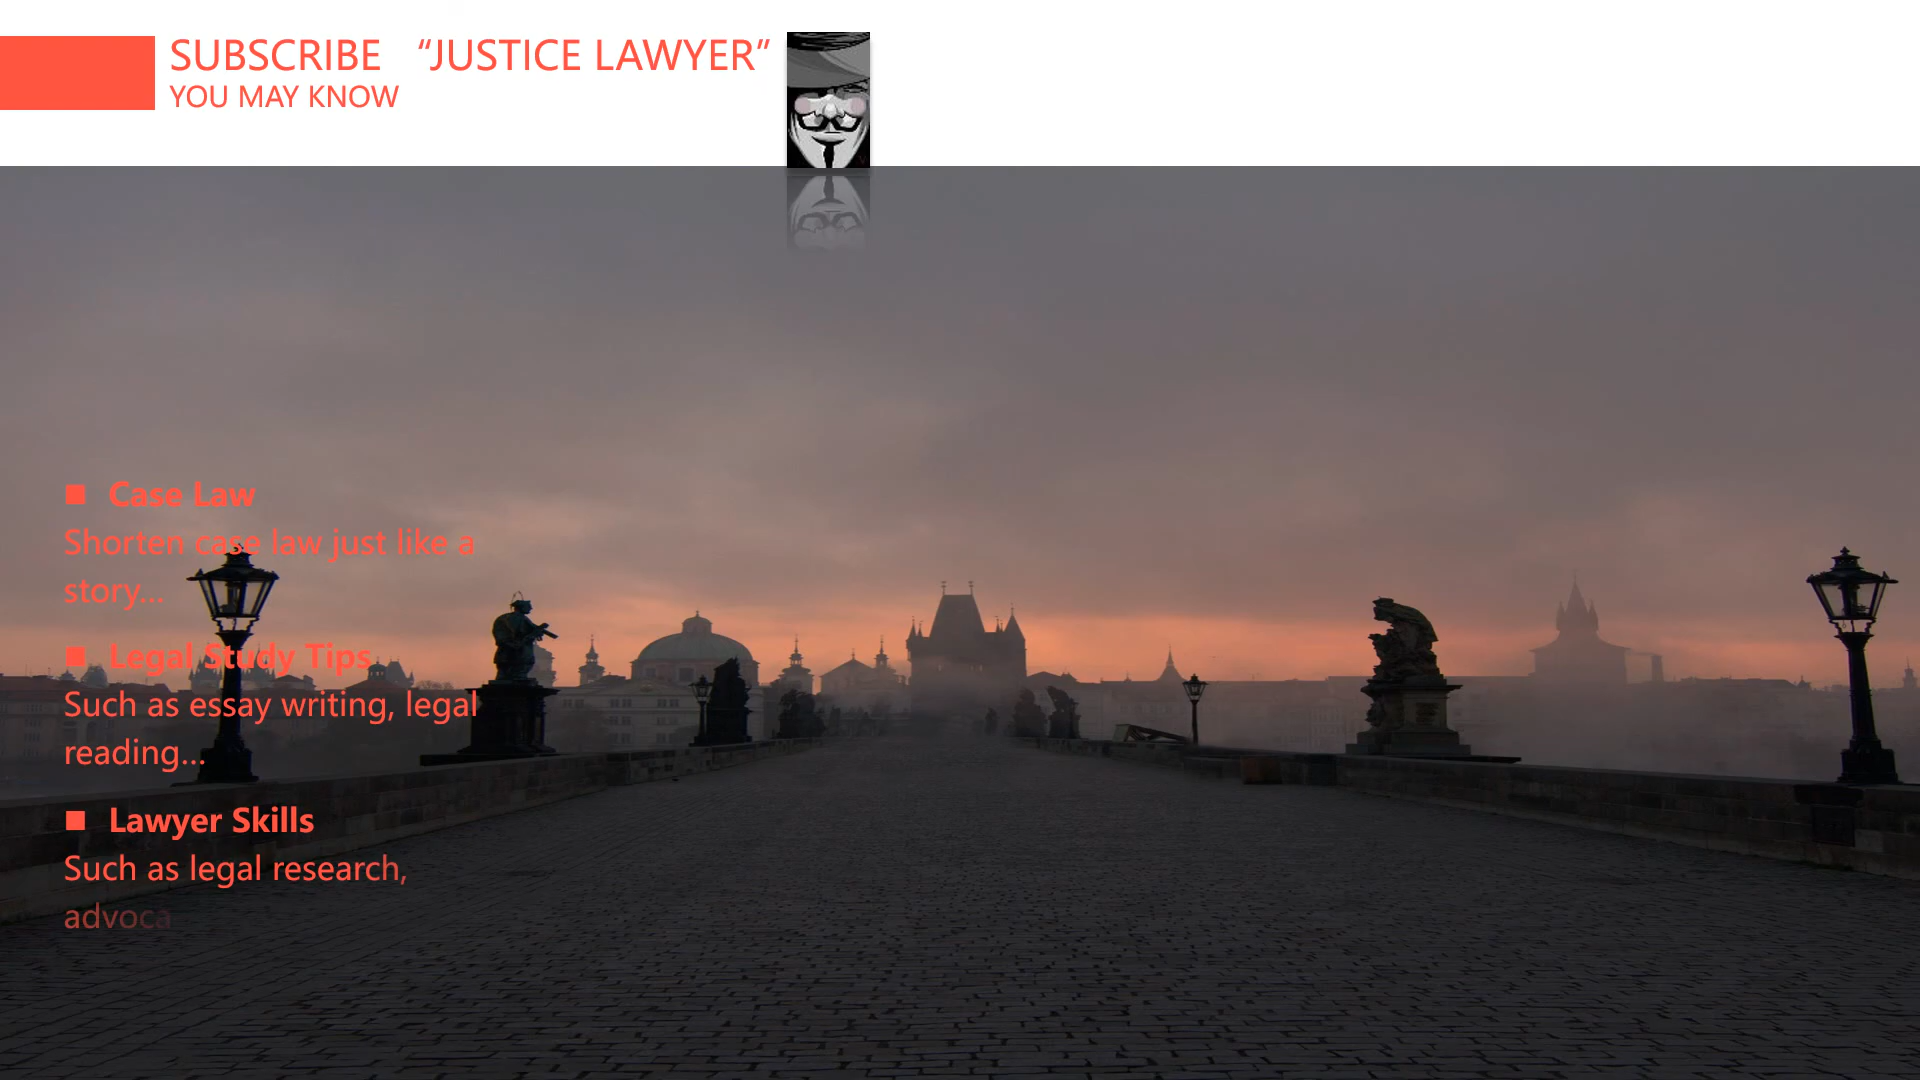 SUBSCRIBE “JUSTICE LAWYER”
YOU MAY KNOW
■ Case Law
Shorten case law just like a
story...
■ Legal Study Tips
Such as essay writing, legal
reading...
■ Lawyer Skills
Such as legal research,
advoca